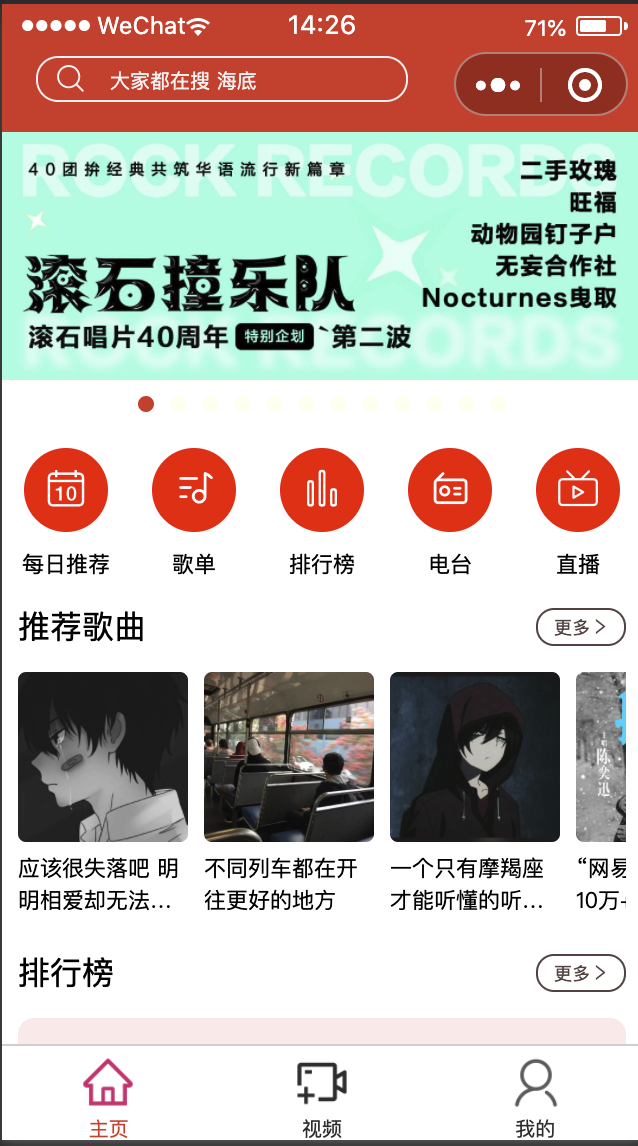 WeChat 14:26 71%
大家都在搜 海底
ROCK RECORDS
40团拚经典共筑华语流行新篇章
二手玫瑰
旺福
动物园钉子户
无妄合作社
Nocturnes曳取
滚石撞乐队
滚石唱片40周年 特别企划 、第二波
RECORDS
10
每日推荐 歌单 排行榜 电台 直播
推荐歌曲 更多
陈奕迅
应该很失落吧 明
明相爱却无法...
不同列车都在开
往更好的地方
一个只有摩羯座
才能听懂的听...
“网易
10万+
排行榜 更多
主页 视频 我的